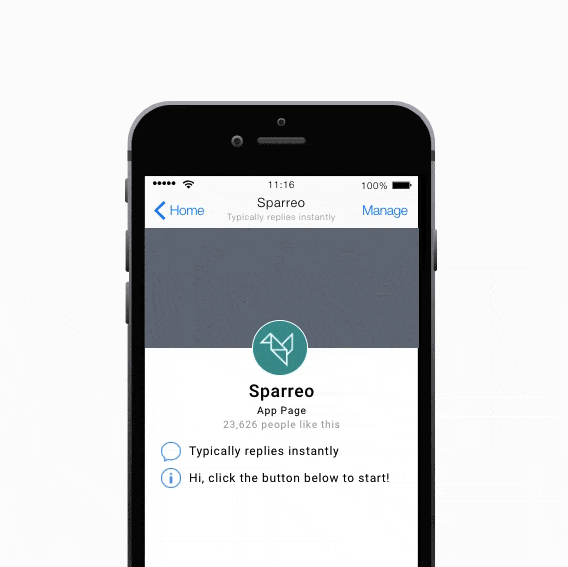 11:16
100%
Home
Sparreo
Typically replies instantly
Manage
Sparreo
App Page
23,626 people like this
Typically replies instantly
Hi, click the button below to start!